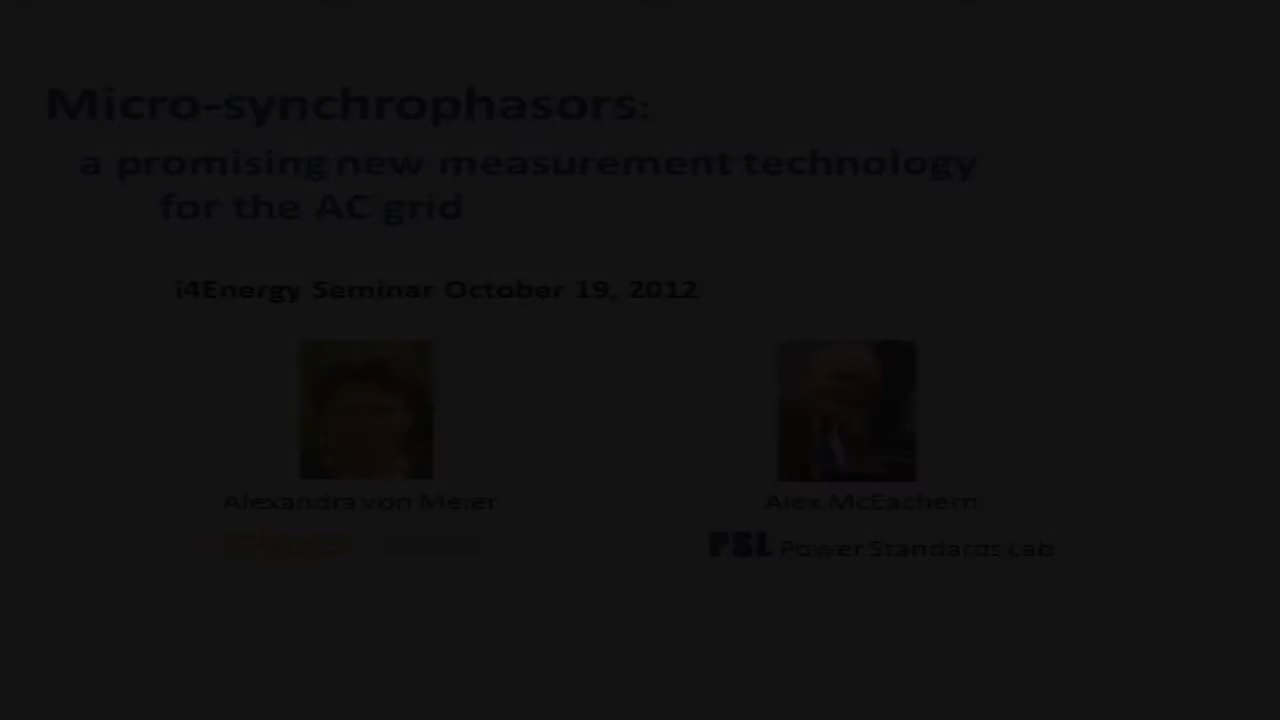 Micro-synchrophasors:
a promising new measurement technology
for the AC grid
i4Energy Seminar October 19, 2012
Alexandra von Meier
Alex McEachern
PSL Power Standards Lab